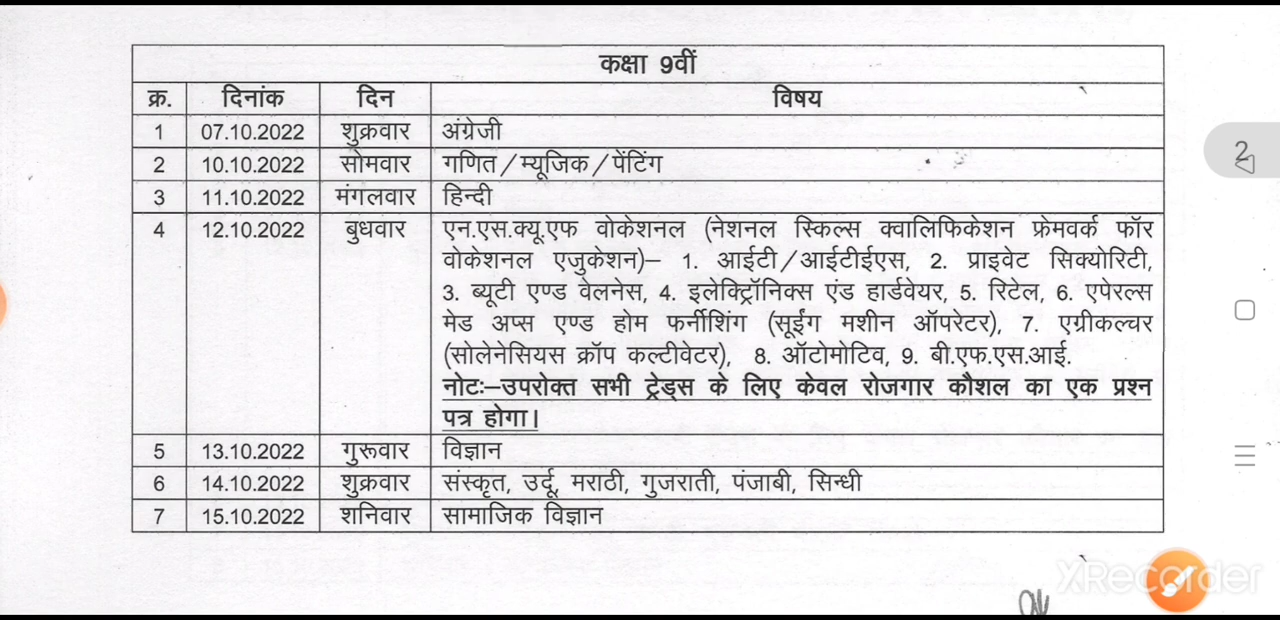 कक्षा 9वीं
क्र. दिनांक दिन विषय
1 07.10.2022 शुक्रवार अंग्रेजी
2 10.10.2022 सोमवार गणित/म्यूजिक/पेंटिंग
3 11.10.2022 मंगलवार हिन्दी
4 12.10.2022 बुधवार एन.एस.क्यू.एफ वोकेशनल (नेशनल स्किल्स क्वालिफिकेशन फ्रेमवर्क फॉर
वोकेशनल एजुकेशन)– 1. आईटी/आईटीईएस, 2. प्राइवेट सिक्योरिटी,
3. ब्यूटी एण्ड वेलनेस, 4. इलेक्ट्रिॉनिक्स एंड हार्डवेयर, 5. रिटेल, 6. एपेरल्स
मेड अप्स एण्ड होम फर्नीशिंग (सूईंग मशीन ऑपरेटर), 7. एग्रीकल्चर
(सोलेनेसियस क्रॉप कल्टीवेटर), 8. ऑटोमोटिव, 9. बी.एफ.एस.आई.
नोटः–उपरोक्त सभी ट्रेड्स के लिए केवल रोजगार कौशल का एक प्रश्न
पत्र होगा।
5 13.10.2022 गुरूवार विज्ञान
6 14.10.2022 शुक्रवार संस्कृत, उर्दू, मराठी, गुजराती, पंजाबी, सिन्धी
7 15.10.2022 शनिवार सामाजिक विज्ञान
2
XRecorder